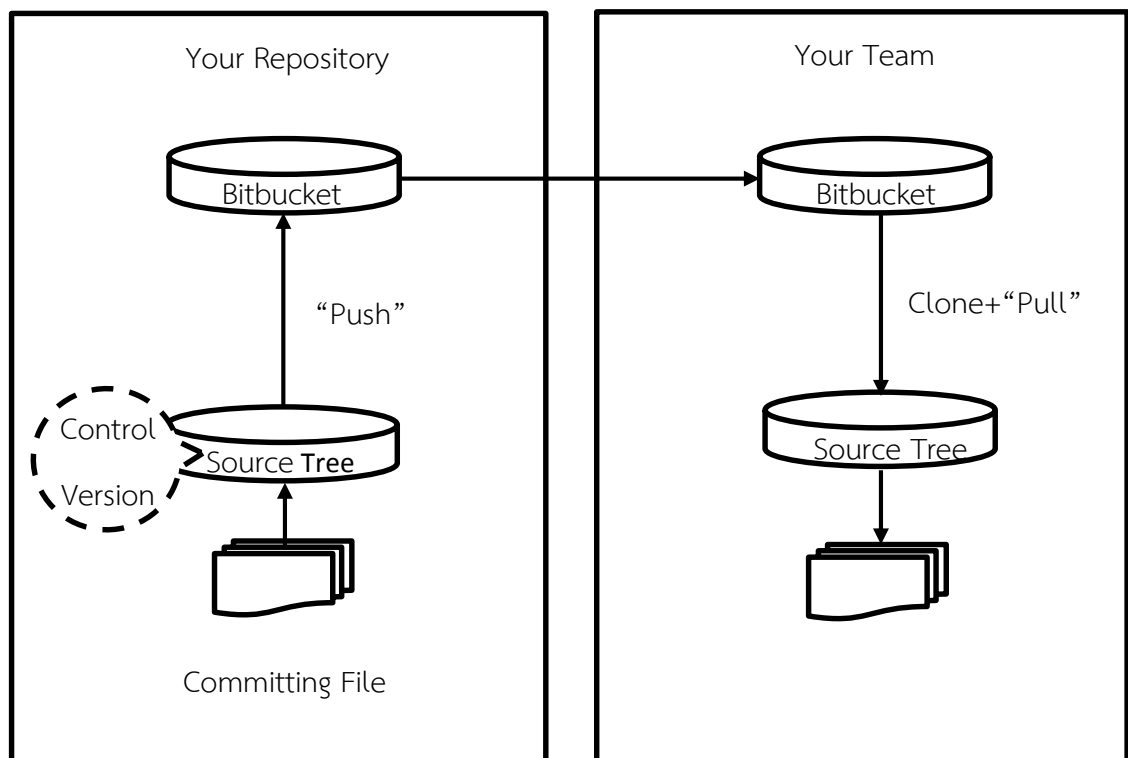 Your Repository
Bitbucket
“Push”
Control
Version
Source Tree
Committing File
Your Team
Bitbucket
Clone+“Pull”
Source Tree